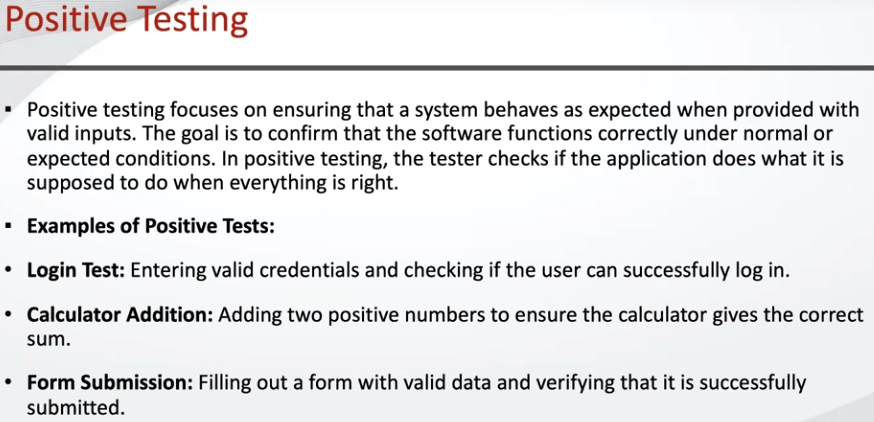 Positive Testing
▪ Positive testing focuses on ensuring that a system behaves as expected when provided with
valid inputs. The goal is to confirm that the software functions correctly under normal or
expected conditions. In positive testing, the tester checks if the application does what it is
supposed to do when everything is right.
▪ Examples of Positive Tests:
• Login Test: Entering valid credentials and checking if the user can successfully log in.
• Calculator Addition: Adding two positive numbers to ensure the calculator gives the correct
sum.
• Form Submission: Filling out a form with valid data and verifying that it is successfully
submitted.